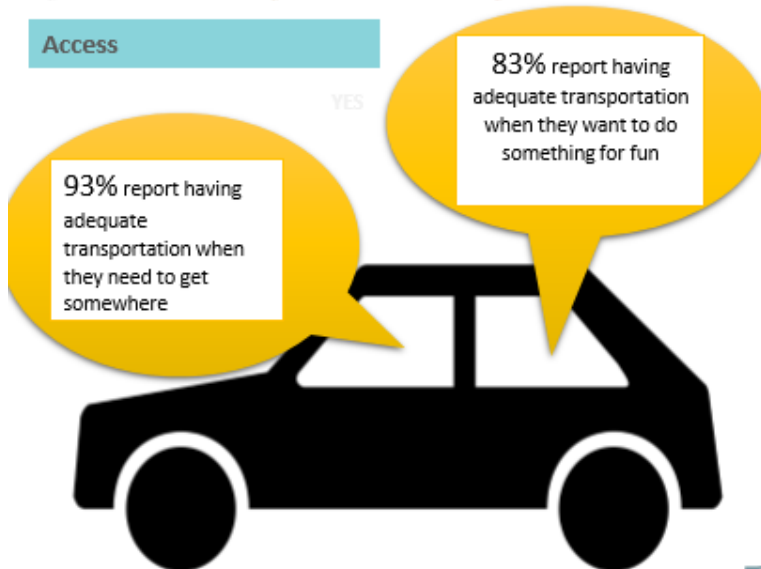 Access
YES
83% report having
adequate transportation
when they want to do
something for fun
93% report having
adequate
transportation when
they need to get
somewhere